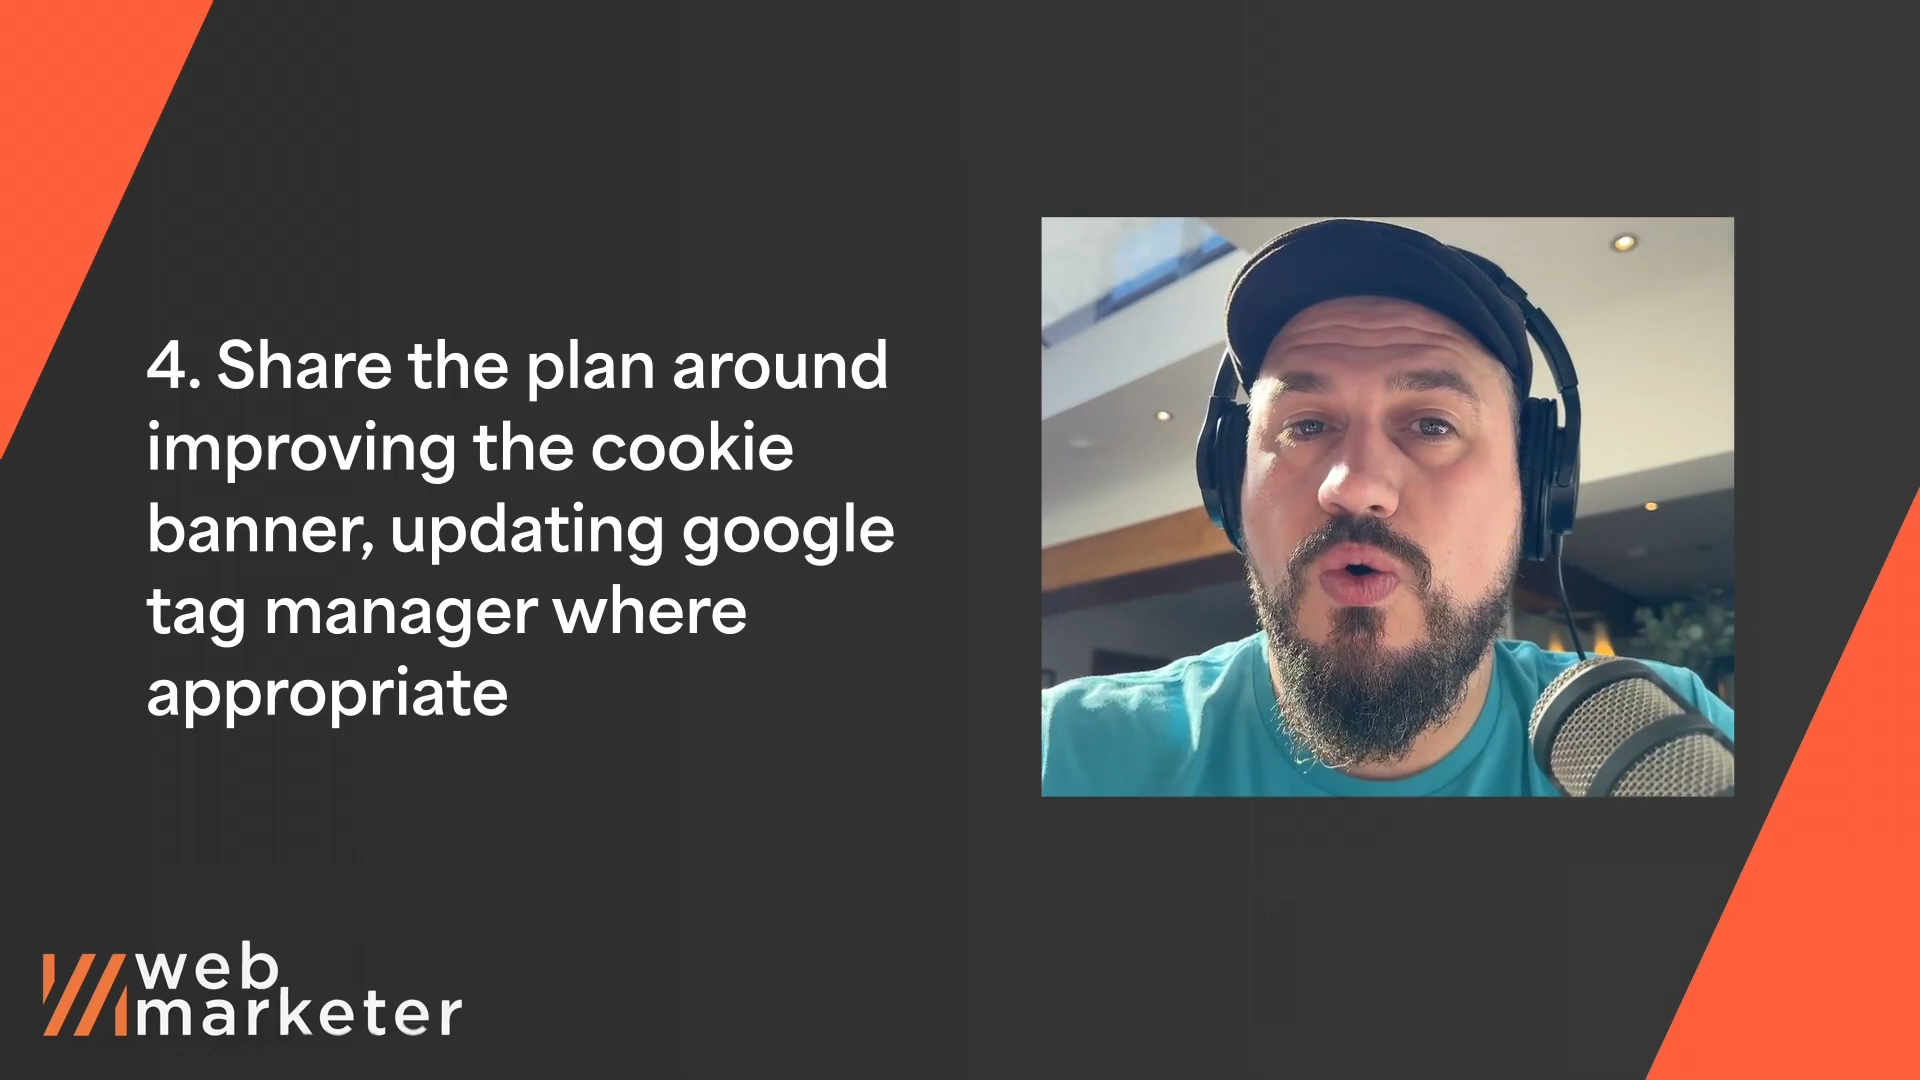 4. Share the plan around
improving the cookie
banner, updating google
tag manager where
appropriate
web
marketer